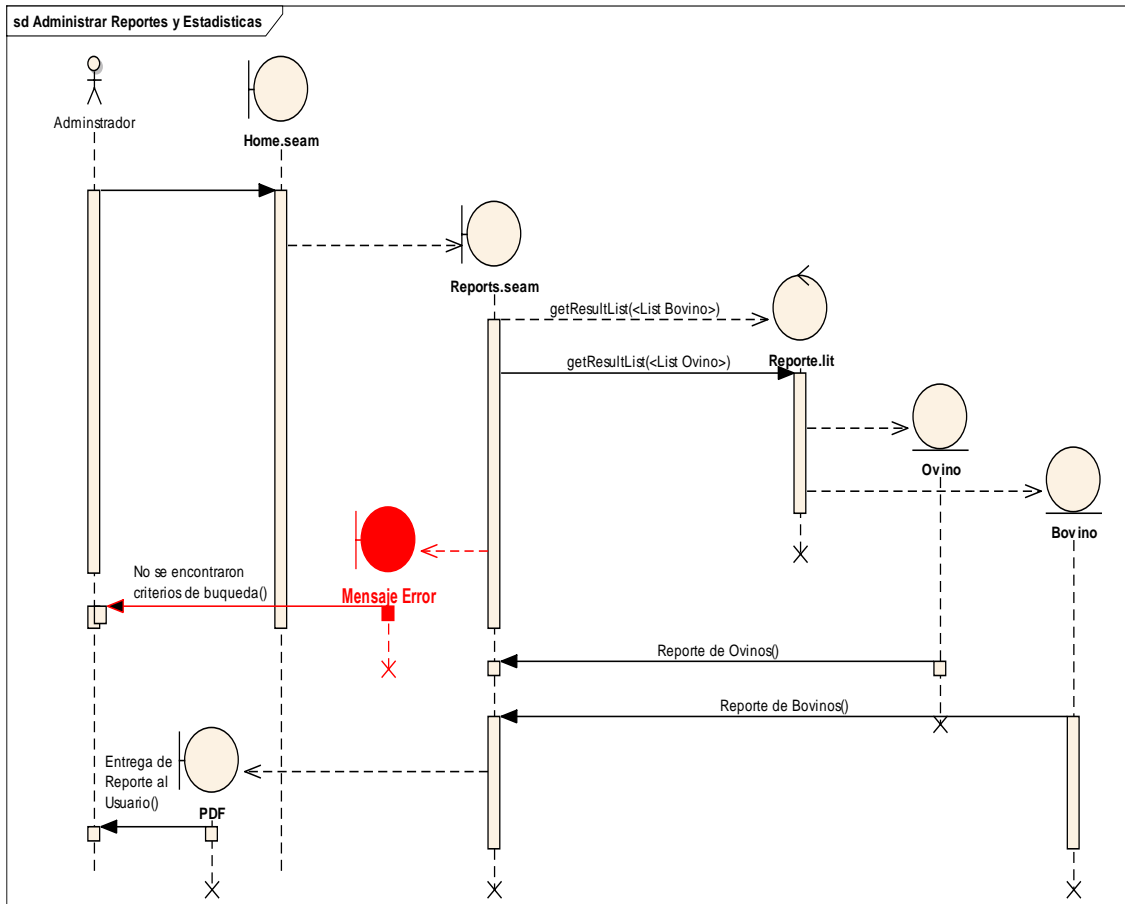 sd Administrar Reportes y Estadisticas
Adminstrador
Home.seam
Reports.seam
getResultList(<List Bovino>)
Reporte.lit
getResultList(<List Ovino>)
Ovino
Bovino
No se encontraron
criterios de buqueda()
Mensaje Error
Reporte de Ovinos()
Reporte de Bovinos()
Entrega de
Reporte al
Usuario()
PDF